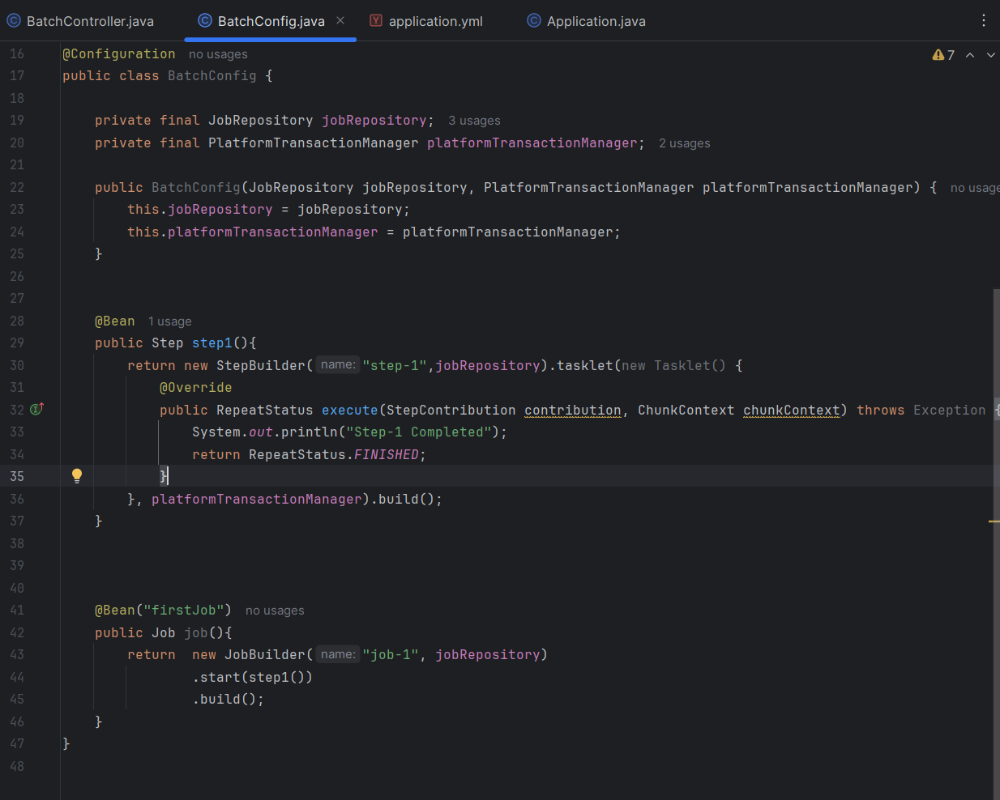 BatchController.java BatchConfig.java application.yml Application.java
16 @Configuration no usages 7
17 public class BatchConfig {
18
19 private final JobRepository jobRepository; 3 usages
20 private final PlatformTransactionManager platformTransactionManager; 2 usages
21
22 public BatchConfig(JobRepository jobRepository, PlatformTransactionManager platformTransactionManager) { no usage
23 this.jobRepository = jobRepository;
24 this.platformTransactionManager = platformTransactionManager;
25 }
26
27
28 @Bean 1 usage
29 public Step step1(){
30 return new StepBuilder( name: "step-1",jobRepository).tasklet(new Tasklet() {
31 @Override
32 public RepeatStatus execute(StepContribution contribution, ChunkContext chunkContext) throws Exception {
33 System.out.println("Step-1 Completed");
34 return RepeatStatus.FINISHED;
35 }
36 }, platformTransactionManager).build();
37 }
38
39
40
41 @Bean("firstJob") no usages
42 public Job job(){
43 return new JobBuilder( name: "job-1", jobRepository)
44 .start(step1())
45 .build();
46 }
47 }
48